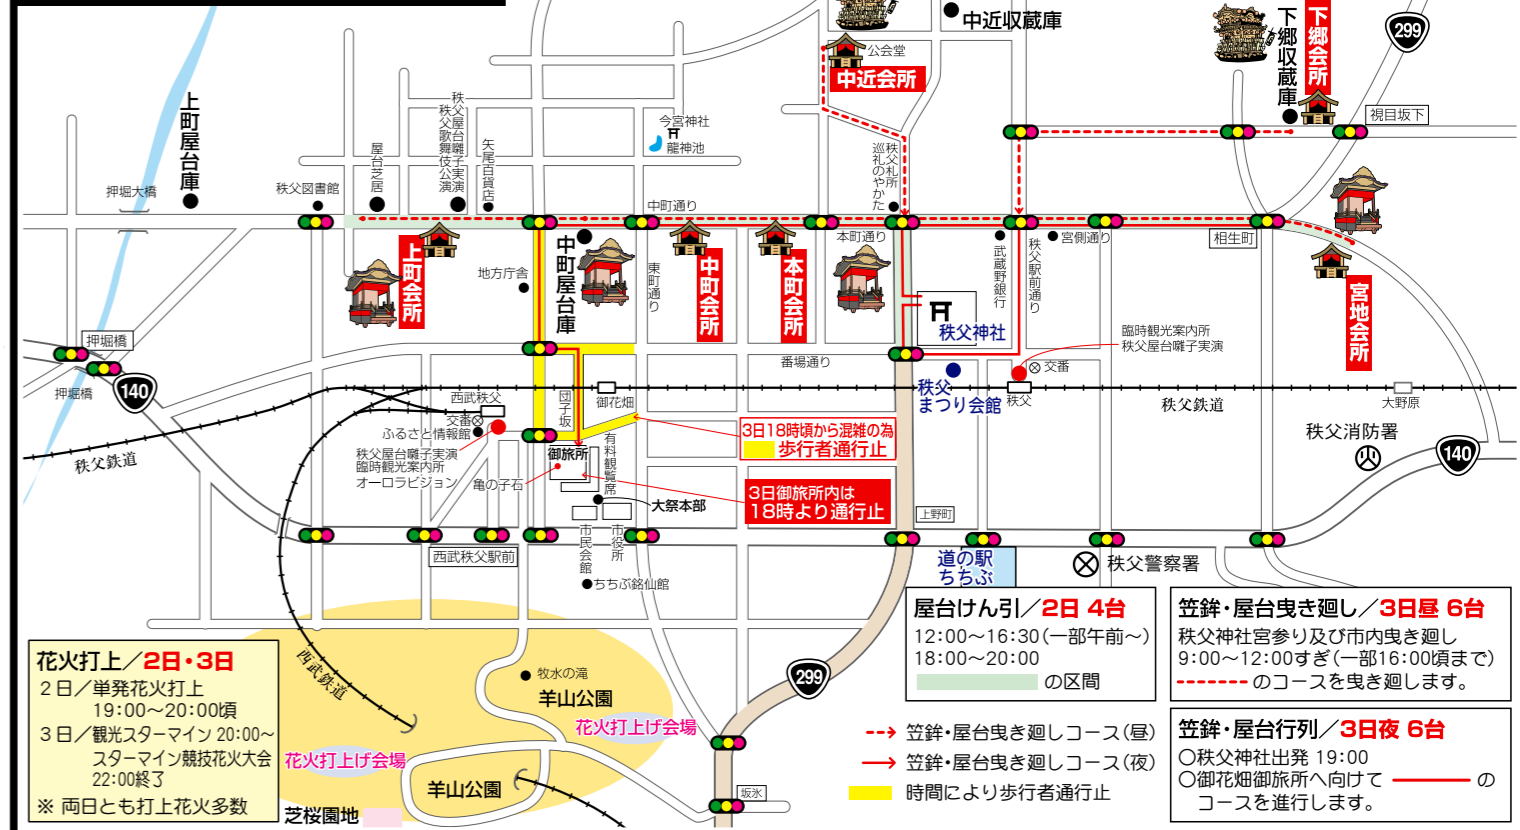 中近収蔵庫
公会堂
中近会所
下郷収蔵庫
下郷会所
299
視目坂下
上町屋台庫
押堀大橋
秩父図書館
屋台芝居
秩父屋台囃子実演
秩父歌舞伎公演
矢尾百貨店
今宮神社
龍神池
中町通り
秩父札所
巡礼のやかた
本町通り
武蔵野銀行
秩父駅前通り
宮側通り
相生町
宮地会所
上町会所
地方庁舎
中町屋台庫
東町通り
中町会所
本町会所
秩父神社
番場通り
臨時観光案内所
秩父屋台囃子実演
交番
押堀橋
押堀橋
140
西武秩父
交番
ふるさと情報館
秩父屋台囃子実演
臨時観光案内所
オーロラビジョン
秩父鉄道
団子坂
御花畑
御旅所
亀の子石
有料観覧席
大祭本部
市民会館
市役所
ちちぶ銘仙館
西武秩父駅前
3日18時頃から混雑の為
歩行者通行止
3日御旅所内は
18時より通行止
秩父
まつり会館
秩父
秩父鉄道
大野原
秩父消防署
140
上野町
道の駅
ちちぶ
秩父警察署
西武鉄道
牧水の滝
羊山公園
花火打上げ会場
花火打上げ会場
羊山公園
芝桜園地
299
坂氷
花火打上/2日・3日
2日/単発花火打上
19:00〜20:00頃
3日/観光スターマイン 20:00〜
スターマイン競技花火大会
22:00終了
※ 両日とも打上花火多数
屋台けん引/2日 4台
12:00〜16:30(一部午前〜)
18:00〜20:00
の区間
笠鉾・屋台曳き廻し/3日昼 6台
秩父神社宮参り及び市内曳き廻し
9:00〜12:00すぎ(一部16:00頃まで)
のコースを曳き廻します。
笠鉾・屋台曳き廻しコース(昼)
笠鉾・屋台曳き廻しコース(夜)
時間により歩行者通行止
笠鉾・屋台行列/3日夜 6台
○秩父神社出発 19:00
○御花畑御旅所へ向けて の
コースを進行します。